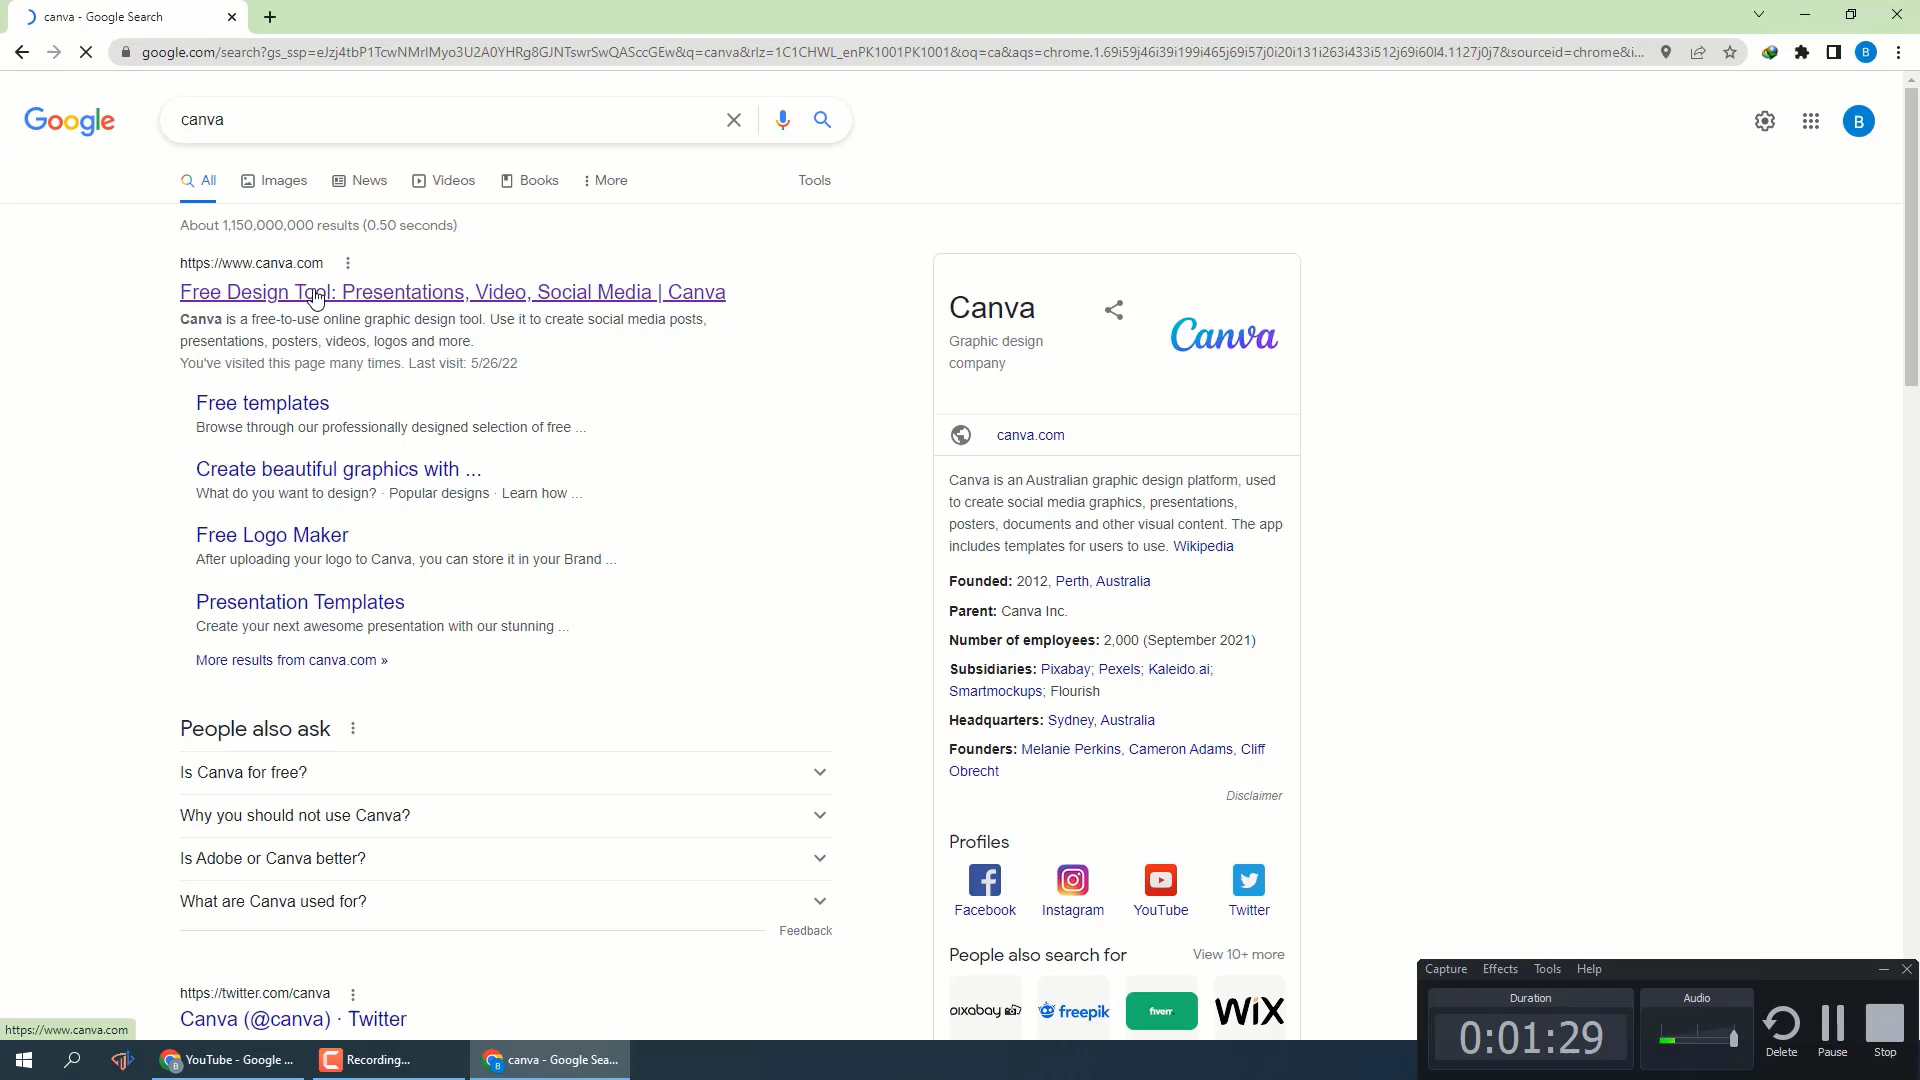 canva - Google Search
google.com/search?gs_ssp=eJzj4tbP1TcwNMrIMyo3U2A0YHRg8GJNTswrSwQASccGEw&q=canva&rlz=1C1CHWL_enPK1001PK1001&oq=ca&aqs=chrome.1.69i59j46i39i199i465j69i57j0i20i131i263i433i512j69i60l4.1127j0j7&sourceid=chrome&i...
B
Google
canva
B
All
Images
News
Videos
Books
More
Tools
About 1,150,000,000 results (0.50 seconds)
https://www.canva.com
Free Design Tool: Presentations, Video, Social Media | Canva
Canva is a free-to-use online graphic design tool. Use it to create social media posts,
presentations, posters, videos, logos and more.
You've visited this page many times. Last visit: 5/26/22
Free templates
Browse through our professionally designed selection of free ...
Create beautiful graphics with ...
What do you want to design? · Popular designs · Learn how ...
Free Logo Maker
After uploading your logo to Canva, you can store it in your Brand ...
Presentation Templates
Create your next awesome presentation with our stunning ...
More results from canva.com »
People also ask
Is Canva for free?
Why you should not use Canva?
Is Adobe or Canva better?
What are Canva used for?
Feedback
https://twitter.com/canva
Canva (@canva) · Twitter
https://www.canva.com
Canva
Graphic design
company
Canva
canva.com
Canva is an Australian graphic design platform, used
to create social media graphics, presentations,
posters, documents and other visual content. The app
includes templates for users to use. Wikipedia
Founded: 2012, Perth, Australia
Parent: Canva Inc.
Number of employees: 2,000 (September 2021)
Subsidiaries: Pixabay; Pexels; Kaleido.ai;
Smartmockups; Flourish
Headquarters: Sydney, Australia
Founders: Melanie Perkins, Cameron Adams, Cliff
Obrecht
Disclaimer
Profiles
Facebook
Instagram
YouTube
Twitter
People also search for
View 10+ more
pixabay
freepik
fiverr
WIX
Capture
Effects
Tools
Help
Duration
Audio
0:01:29
Delete
Pause
Stop
YouTube - Google ...
Recording...
canva - Google Sea...